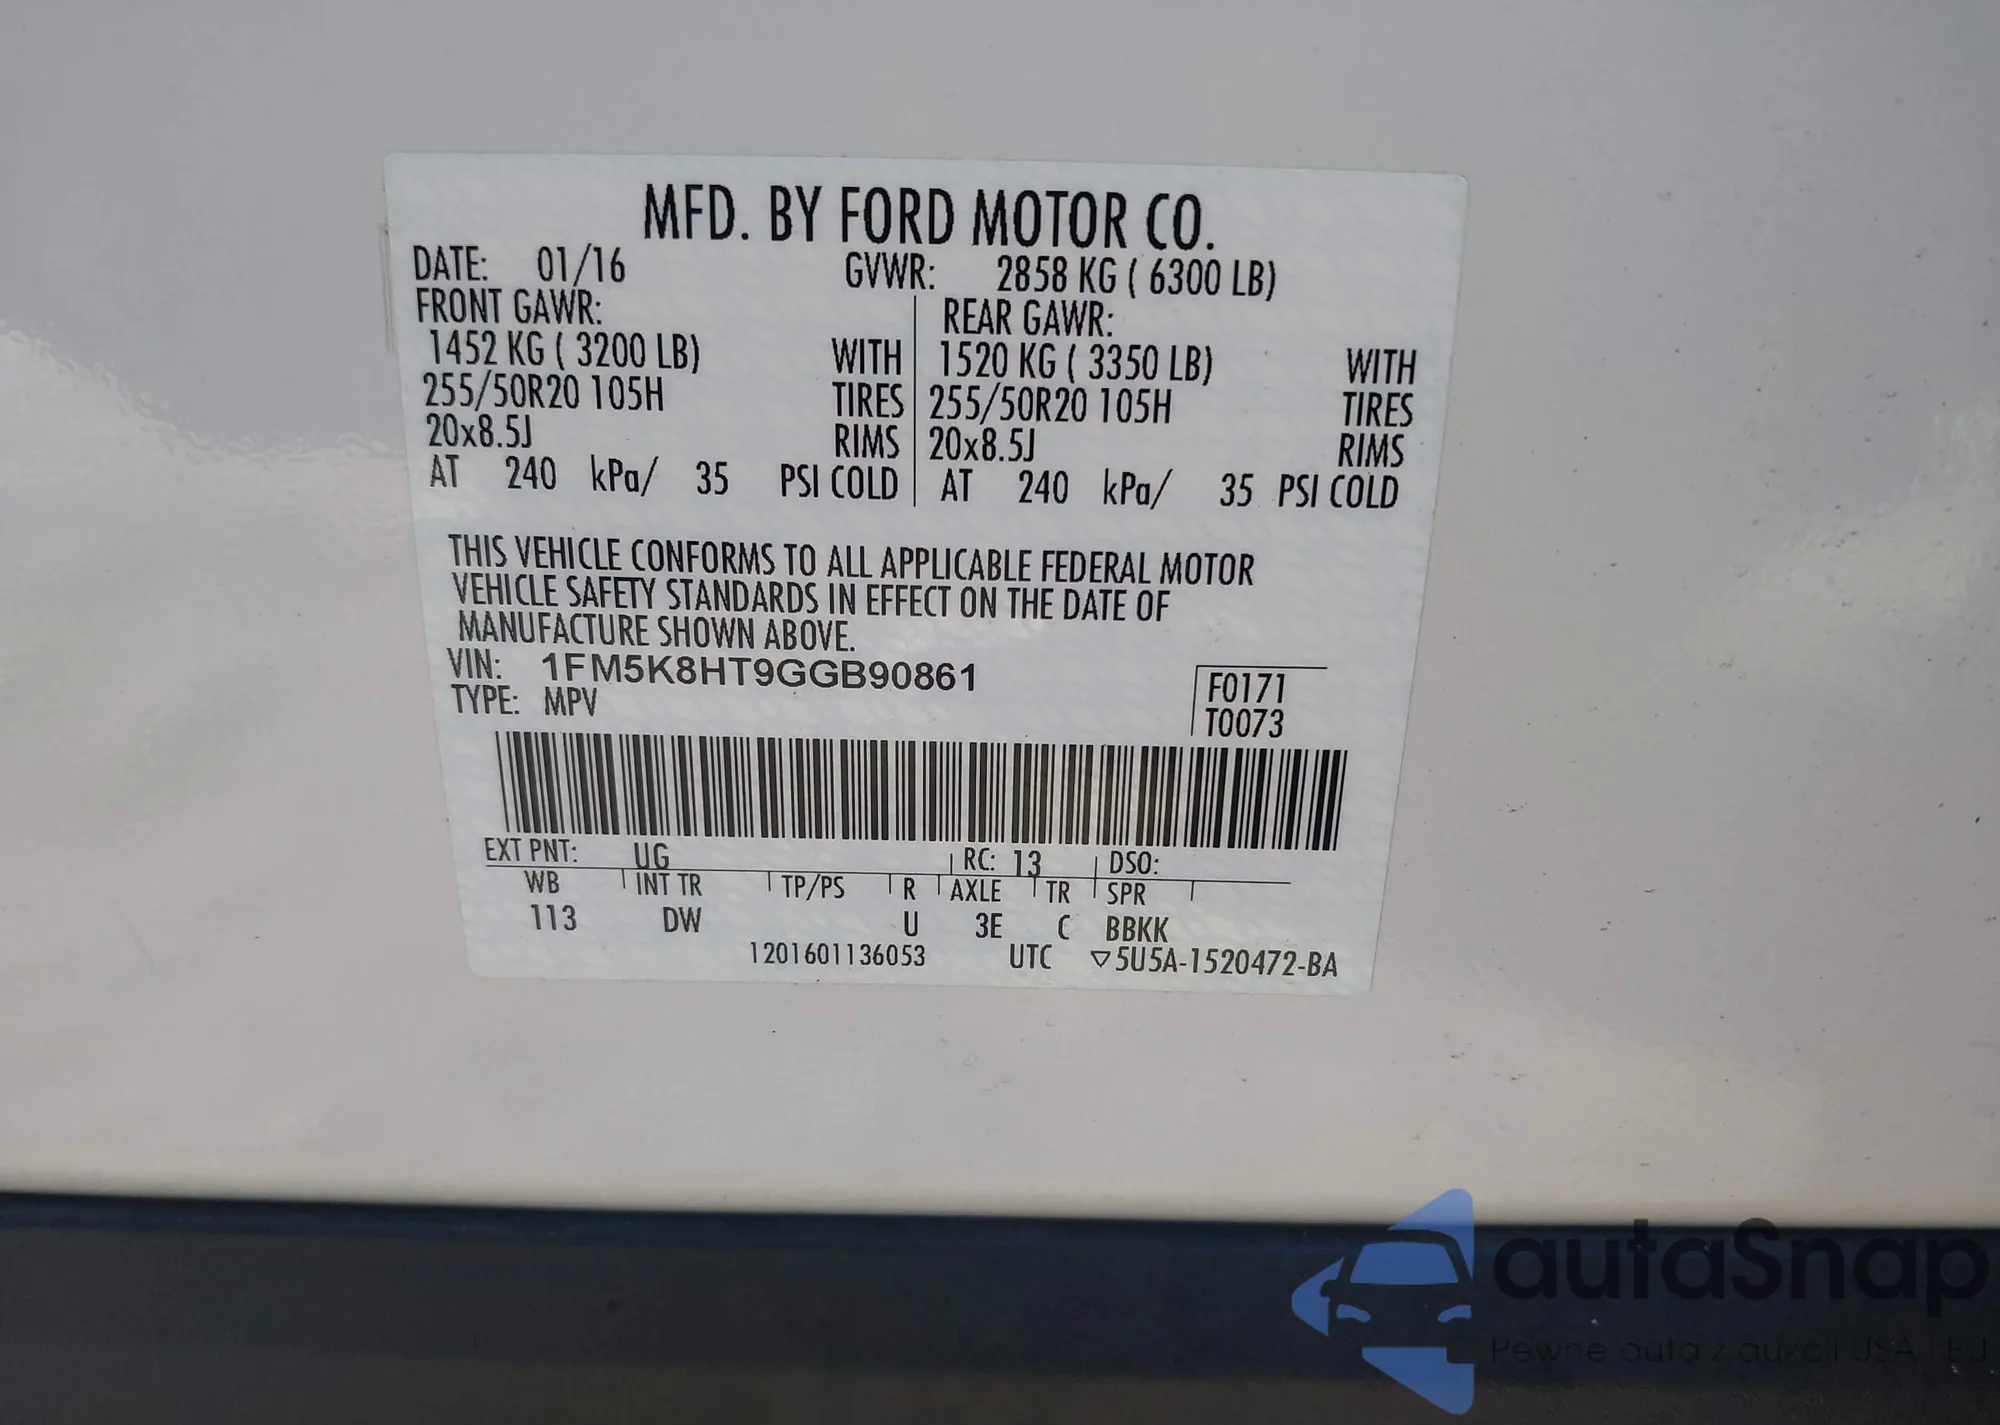 MFD. BY FORD MOTOR CO.
DATE: 01/16 GVWR: 2858 KG ( 6300 LB)
FRONT GAWR: REAR GAWR:
1452 KG ( 3200 LB) WITH 1520 KG ( 3350 LB) WITH
255/50R20 105H TIRES 255/50R20 105H TIRES
20x8.5J RIMS 20x8.5J RIMS
AT 240 kPa/ 35 PSI COLD AT 240 kPa/ 35 PSI COLD
THIS VEHICLE CONFORMS TO ALL APPLICABLE FEDERAL MOTOR
VEHICLE SAFETY STANDARDS IN EFFECT ON THE DATE OF
MANUFACTURE SHOWN ABOVE.
VIN: 1FM5K8HT9GGB90861
TYPE: MPV
F0171
T0073
EXT PNT: UG RC: 13 DSO:
WB INT TR TP/PS R AXLE TR SPR
113 DW U 3E C BBKK
1201601136053 UTC ▽5U5A-1520472-BA
autaSnap
Pewne auta z aukcji USA i EJ